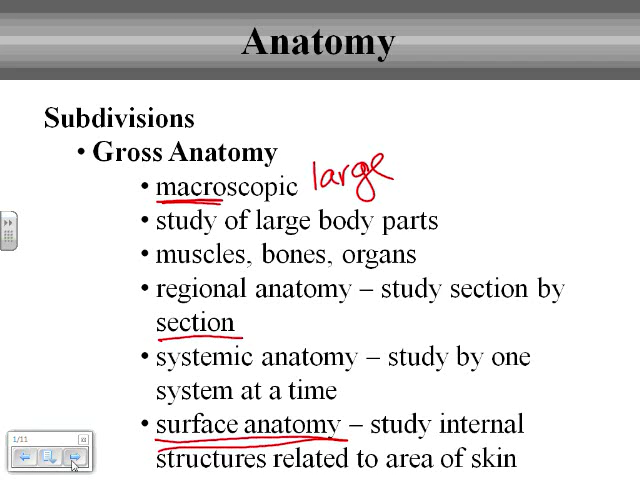 Anatomy
Subdivisions
• Gross Anatomy
• macroscopic large
• study of large body parts
• muscles, bones, organs
• regional anatomy – study section by
section
• systemic anatomy – study by one
system at a time
• surface anatomy – study internal
structures related to area of skin
1/11